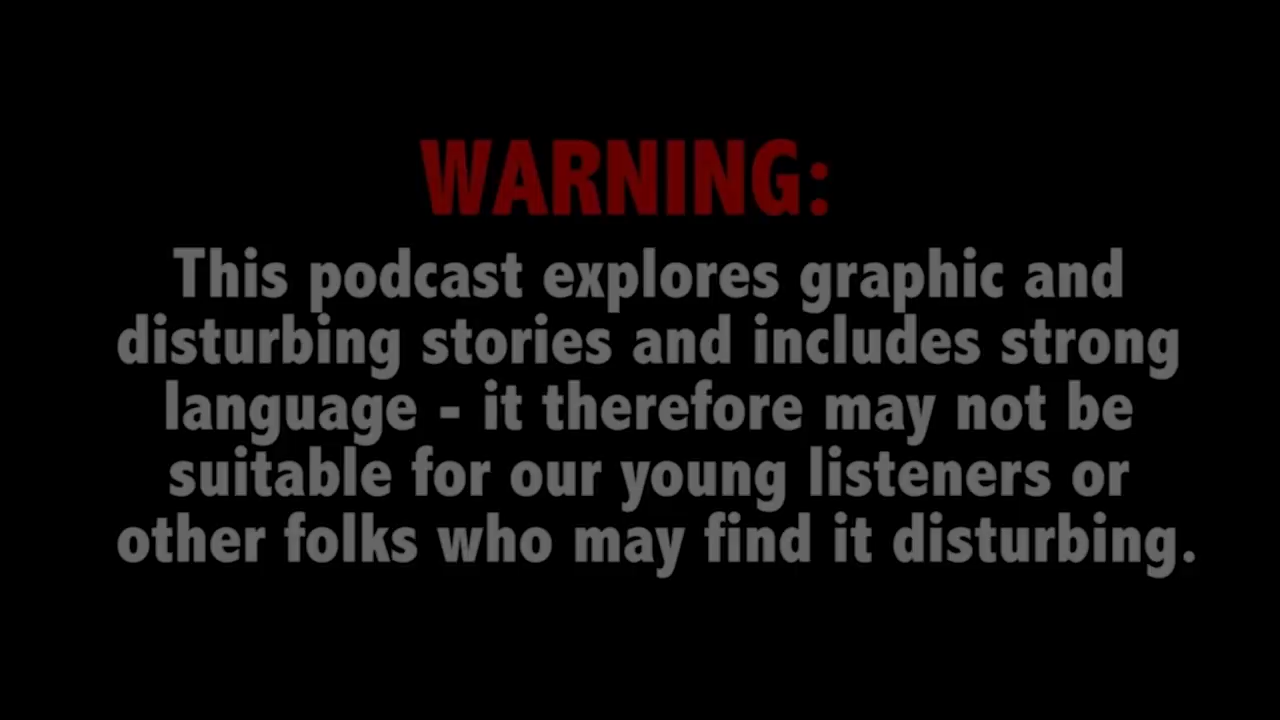 WARNING:
This podcast explores graphic and
disturbing stories and includes strong
language - it therefore may not be
suitable for our young listeners or
other folks who may find it disturbing.